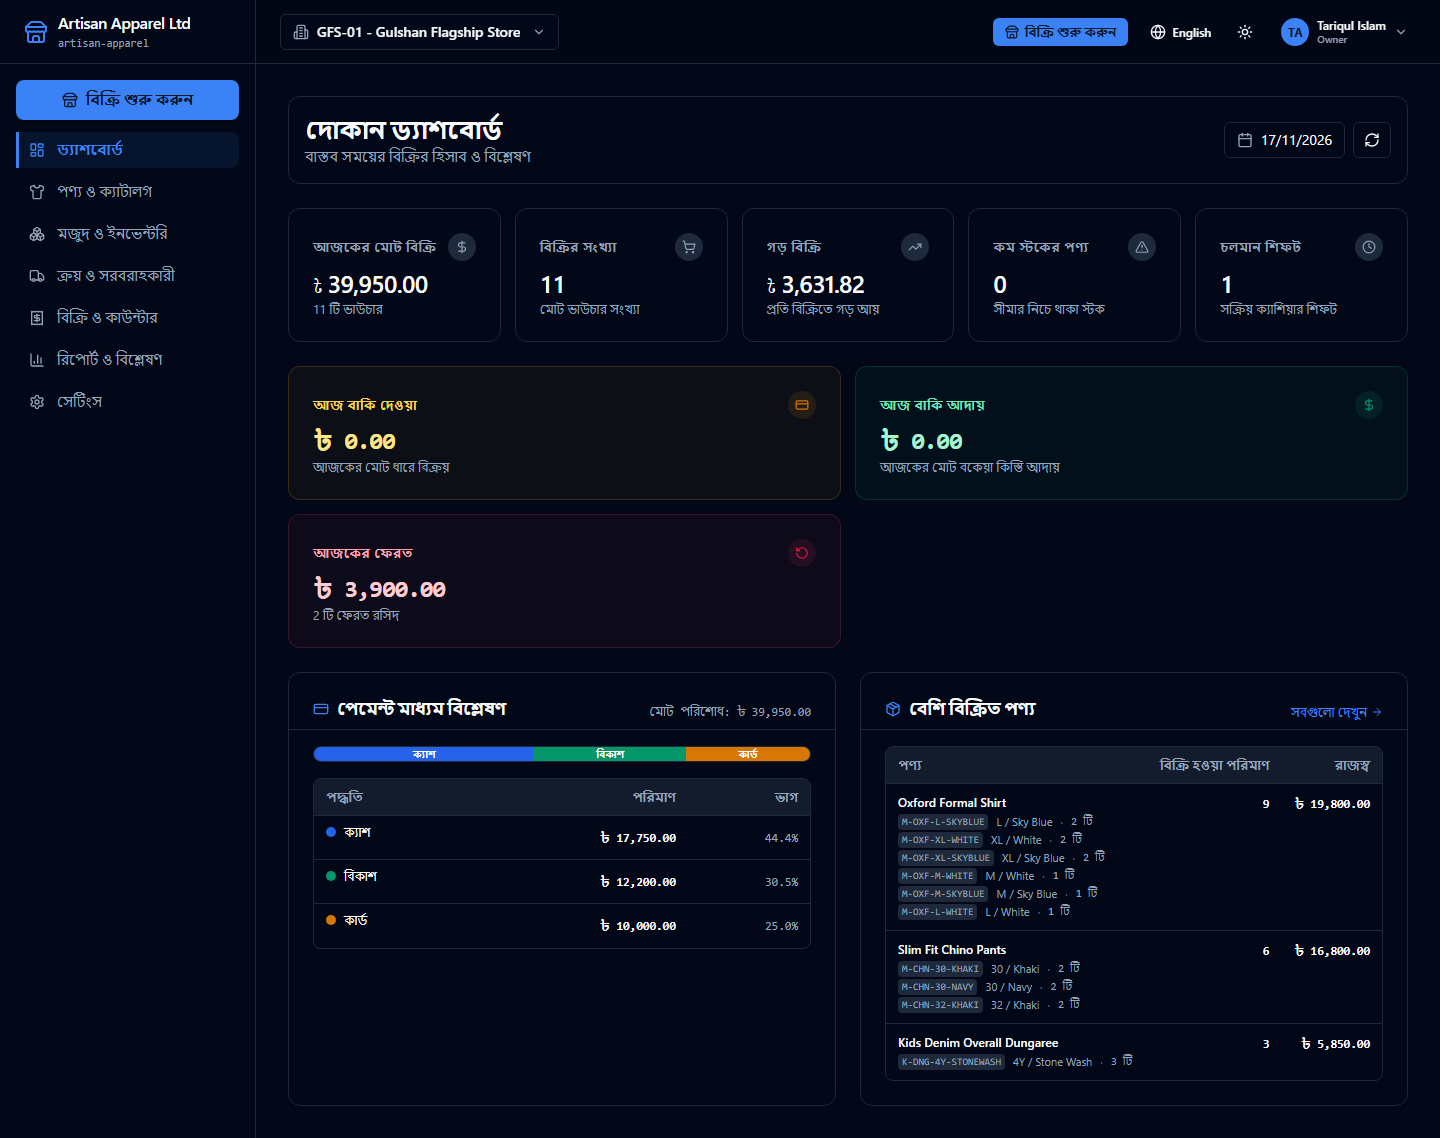 Artisan Apparel Ltd
artisan-apparel
GFS-01 - Gulshan Flagship Store
বিক্রি শুরু করুন
English
TA
Tariqul Islam
Owner
বিক্রি শুরু করুন
ড্যাশবোর্ড
পণ্য ও ক্যাটালগ
মজুদ ও ইনভেন্টরি
ক্রয় ও সরবরাহকারী
বিক্রি ও কাউন্টার
রিপোর্ট ও বিশ্লেষণ
সেটিংস
দোকান ড্যাশবোর্ড
বাস্তব সময়ের বিক্রির হিসাব ও বিশ্লেষণ
17/11/2026
আজকের মোট বিক্রি
৳ 39,950.00
11 টি ভাউচার
বিক্রির সংখ্যা
11
মোট ভাউচার সংখ্যা
গড় বিক্রি
৳ 3,631.82
প্রতি বিক্রিতে গড় আয়
কম স্টকের পণ্য
0
সীমার নিচে থাকা স্টক
চলমান শিফট
1
সক্রিয় ক্যাশিয়ার শিফট
আজ বাকি দেওয়া
৳ 0.00
আজকের মোট ধারে বিক্রয়
আজ বাকি আদায়
৳ 0.00
আজকের মোট বকেয়া কিস্তি আদায়
আজকের ফেরত
৳ 3,900.00
2 টি ফেরত রসিদ
পেমেন্ট মাধ্যম বিশ্লেষণ
মোট পরিশোধ: ৳ 39,950.00
ক্যাশ বিকাশ কার্ড
পদ্ধতি পরিমাণ ভাগ
ক্যাশ ৳ 17,750.00 44.4%
বিকাশ ৳ 12,200.00 30.5%
কার্ড ৳ 10,000.00 25.0%
বেশি বিক্রিত পণ্য
সবগুলো দেখুন →
পণ্য বিক্রি হওয়া পরিমাণ রাজস্ব
Oxford Formal Shirt 9 ৳ 19,800.00
M-OXF-L-SKYBLUE L / Sky Blue · 2 টি
M-OXF-XL-WHITE XL / White · 2 টি
M-OXF-XL-SKYBLUE XL / Sky Blue · 2 টি
M-OXF-M-WHITE M / White · 1 টি
M-OXF-M-SKYBLUE M / Sky Blue · 1 টি
M-OXF-L-WHITE L / White · 1 টি
Slim Fit Chino Pants 6 ৳ 16,800.00
M-CHN-30-KHAKI 30 / Khaki · 2 টি
M-CHN-30-NAVY 30 / Navy · 2 টি
M-CHN-32-KHAKI 32 / Khaki · 2 টি
Kids Denim Overall Dungaree 3 ৳ 5,850.00
K-DNG-4Y-STONEWASH 4Y / Stone Wash · 3 টি